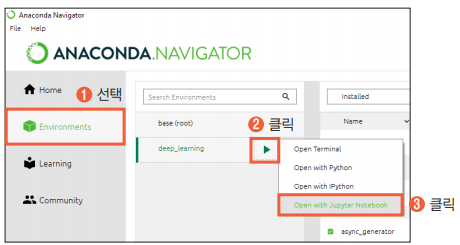 Anaconda Navigator
File Help
ANACONDA.NAVIGATOR
Home
❶ 선택
Search Environments
Installed
Environments
base (root)
❷ 클릭
Name
deep_learning
Open Terminal
Learning
Open with Python
Open with IPython
Community
Open with Jupyter Notebook
❸ 클릭
async_generator